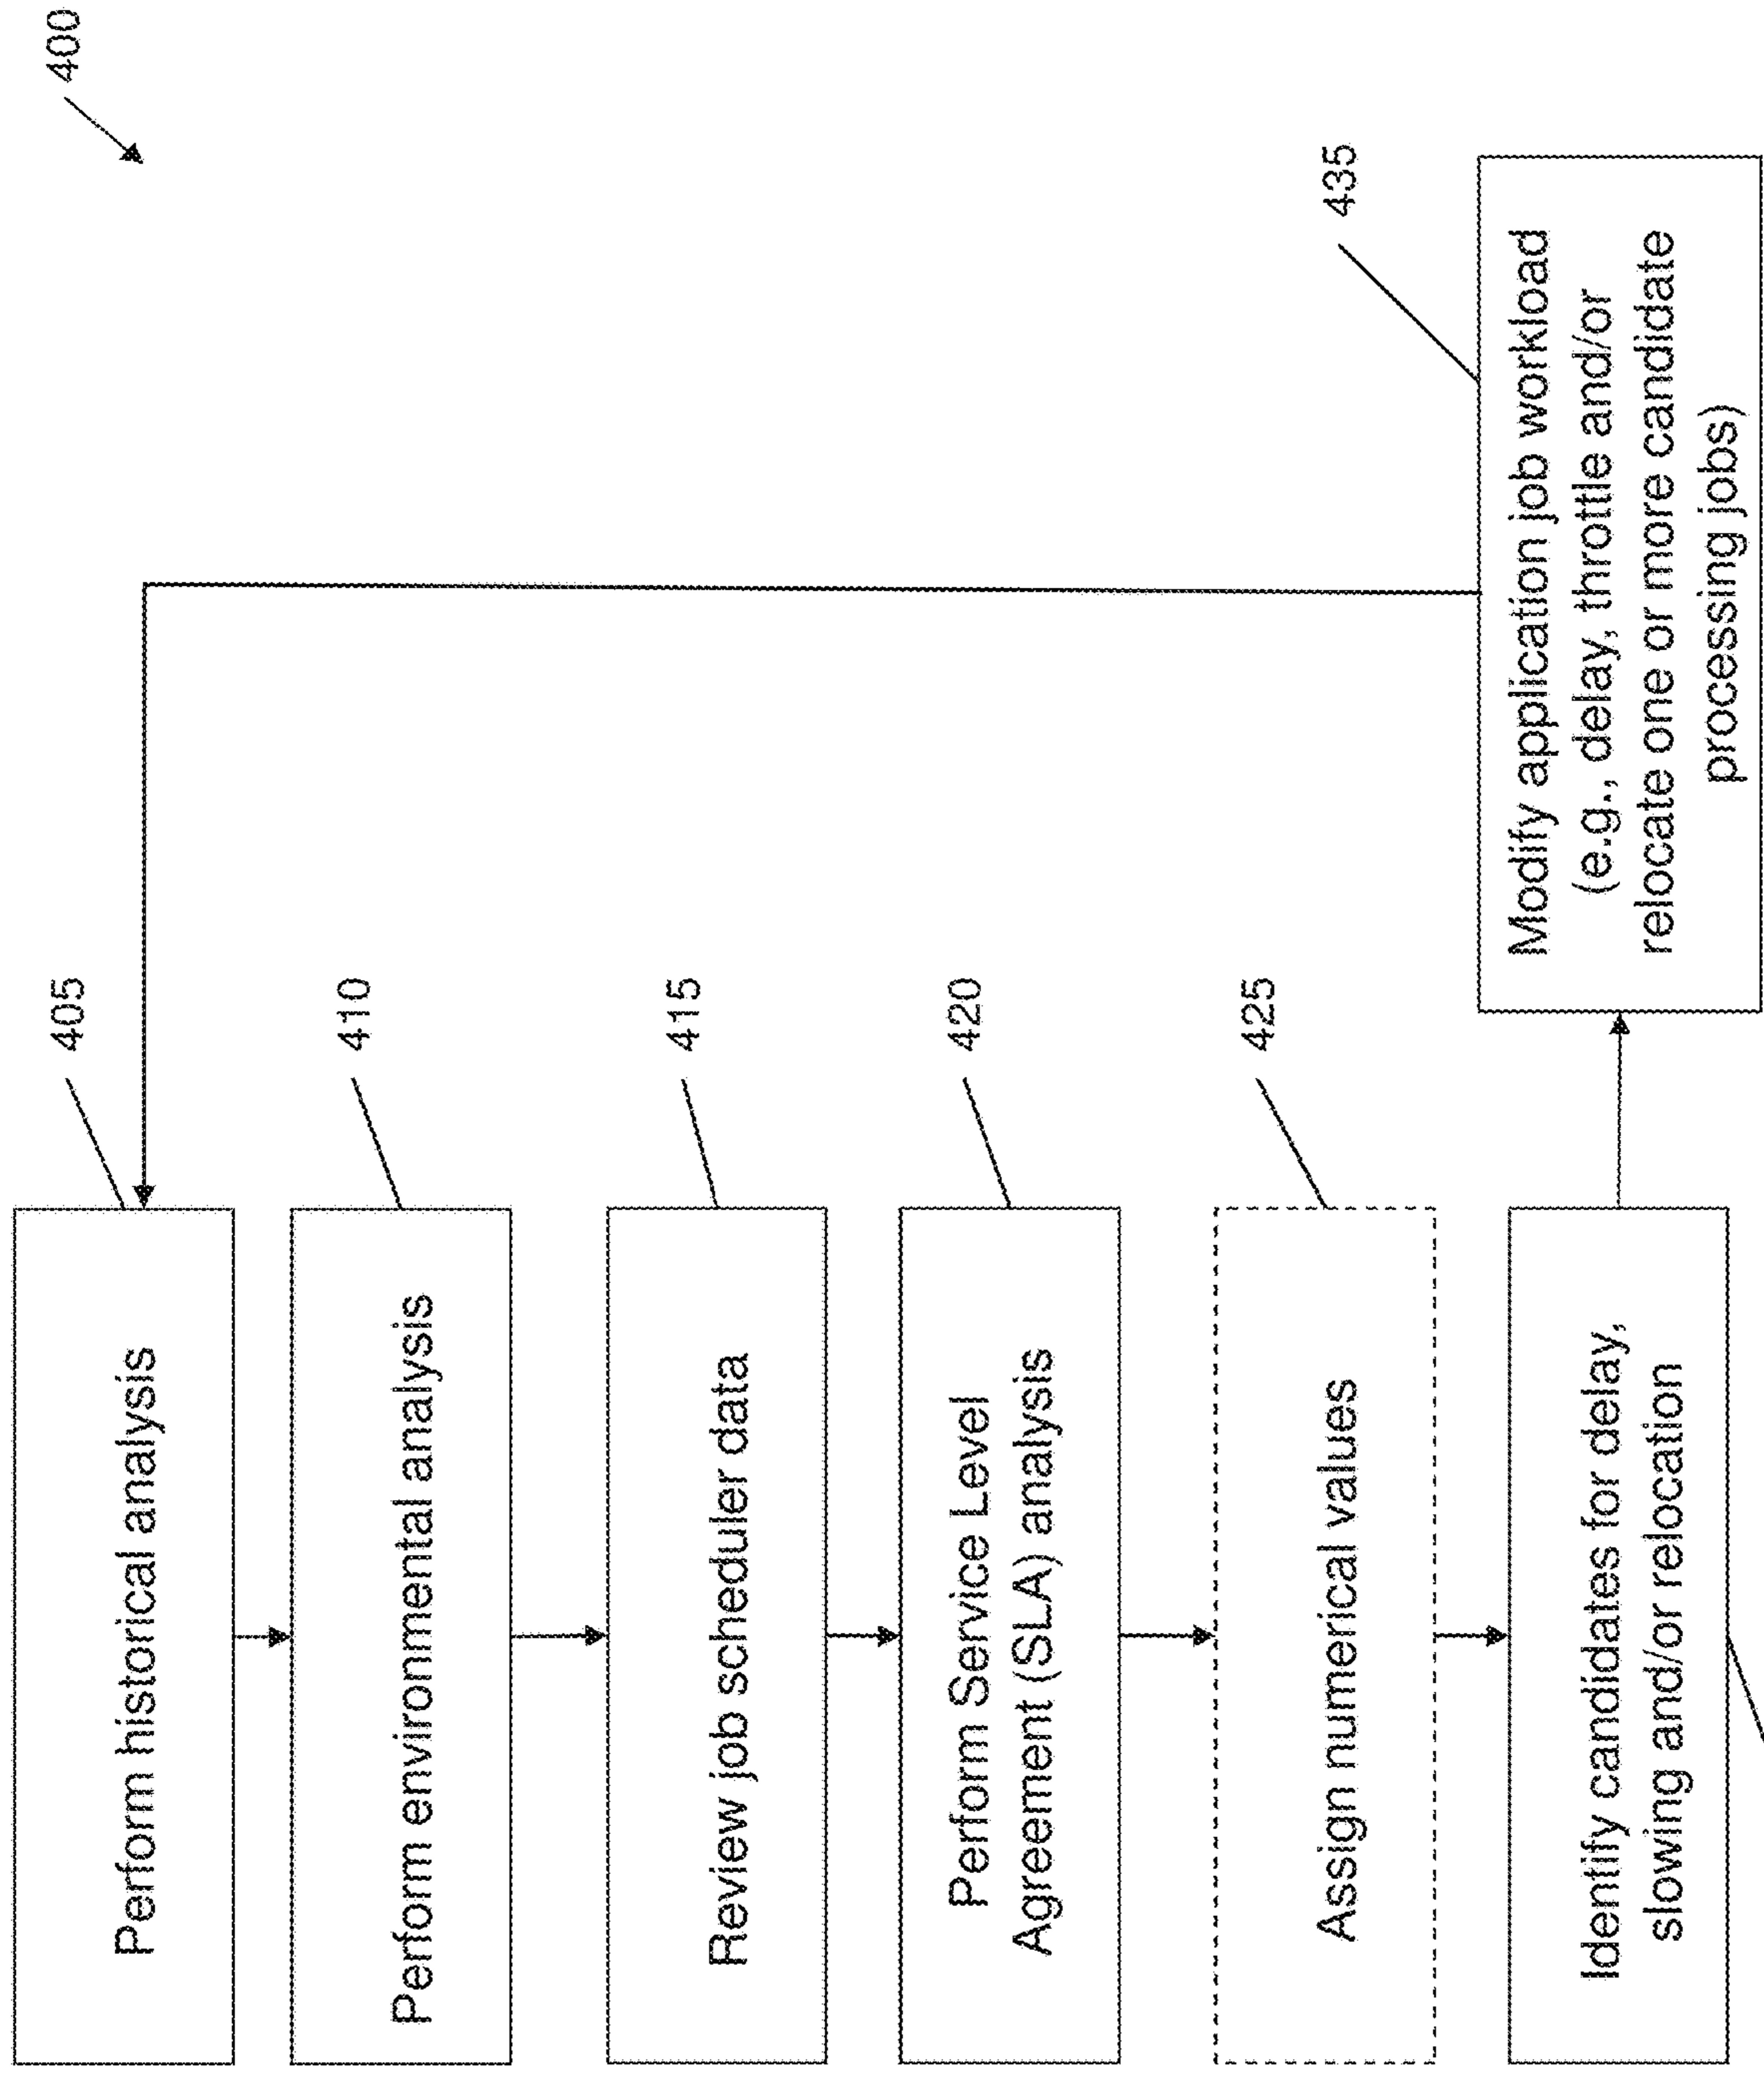 400
405
Perform historical analysis
410
Perform environmental analysis
415
Review job scheduler data
420
Perform Service Level
Agreement (SLA) analysis
425
Assign numerical values
Identify candidates for delay,
slowing and/or relocation
435
Modify application job workload
(e.g., delay, throttle and/or
relocate one or more candidate
processing jobs)